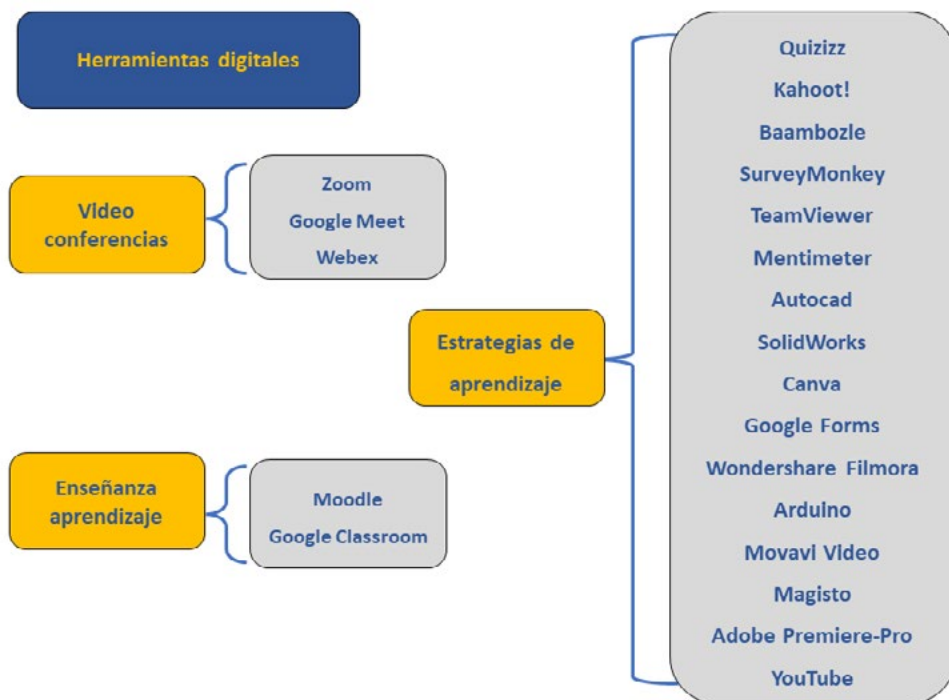 Herramientas digitales
Video
conferencias
Zoom
Google Meet
Webex
Enseñanza
aprendizaje
Moodle
Google Classroom
Estrategias de
aprendizaje
Quizizz
Kahoot!
Baambozle
SurveyMonkey
TeamViewer
Mentimeter
Autocad
SolidWorks
Canva
Google Forms
Wondershare Filmora
Arduino
Movavi Video
Magisto
Adobe Premiere-Pro
YouTube